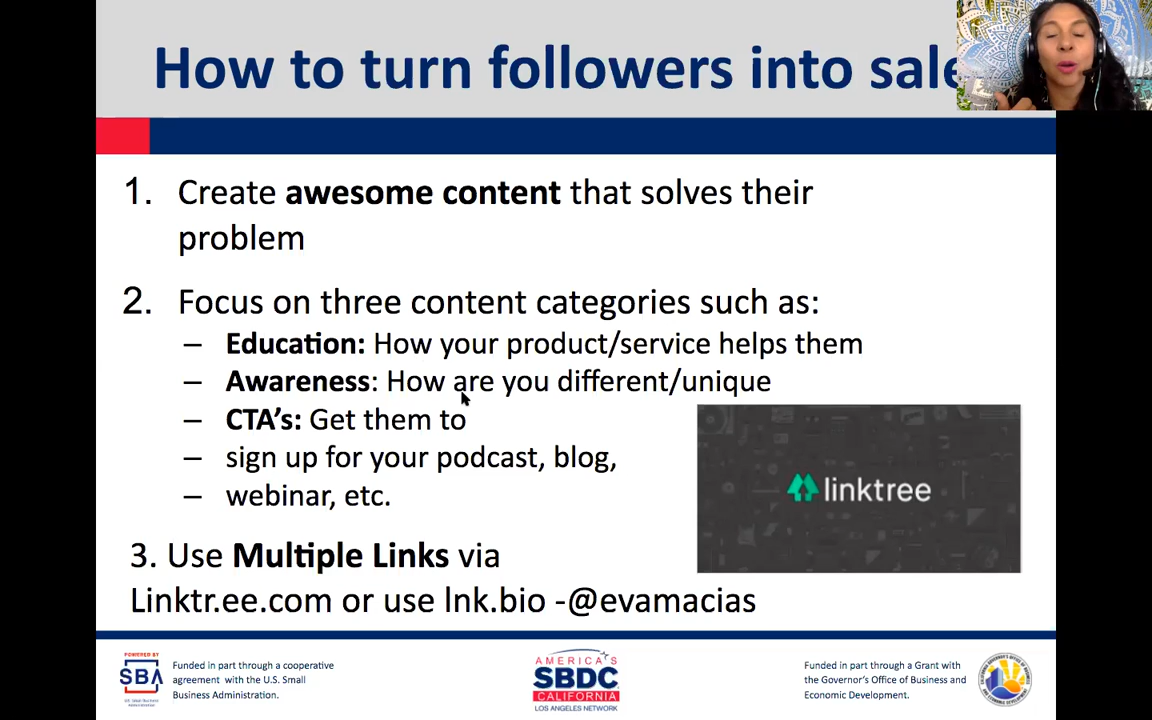 How to turn followers into sale
1. Create awesome content that solves their
problem
2. Focus on three content categories such as:
– Education: How your product/service helps them
– Awareness: How are you different/unique
– CTA's: Get them to
– sign up for your podcast, blog,
– webinar, etc.
linktree
3. Use Multiple Links via
Linktr.ee.com or use lnk.bio -@evamacias
POWERED BY
SBA
Funded in part through a cooperative
agreement with the U.S. Small
Business Administration.
AMERICA'S
SBDC
CALIFORNIA
LOS ANGELES NETWORK
Funded in part through a Grant with
the Governor's Office of Business and
Economic Development.